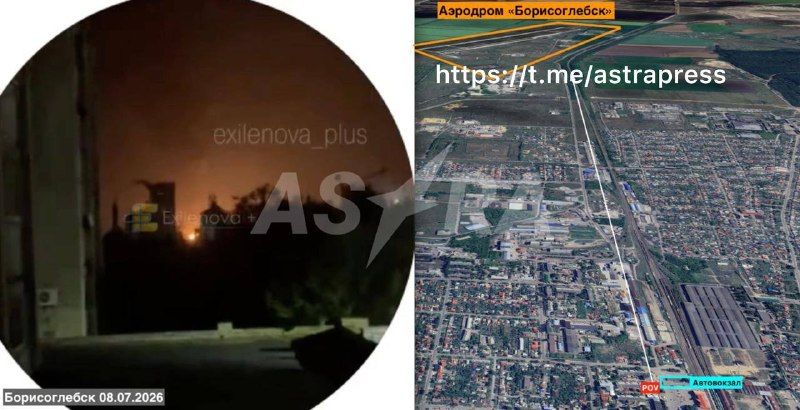 exilenova_plus
Exilenova +
ASTRA
Борисоглебск 08.07.2026
Аэродром «Борисоглебск»
https://t.me/astrapress
POV
Автовокзал